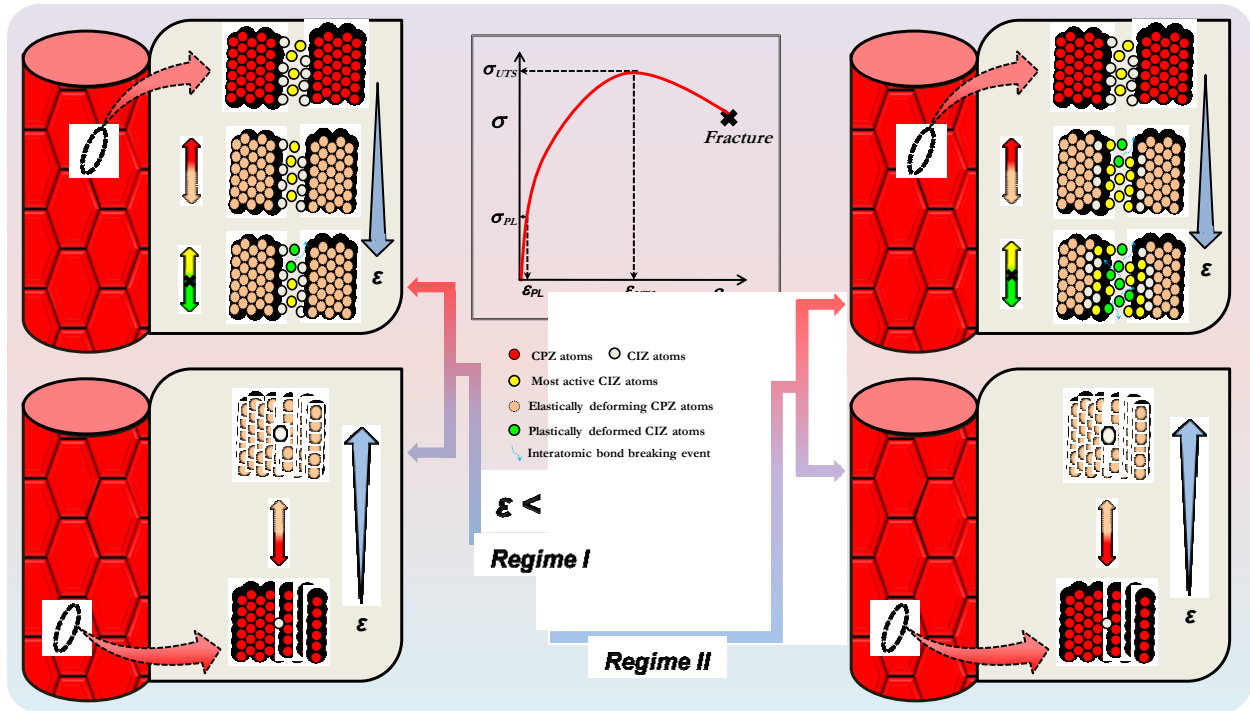 σUTS
σ
Fracture
σPL
εPL
ε
ε
CPZ atoms CIZ atoms
Most active CIZ atoms
Elastically deforming CPZ atoms
Plastically deformed CIZ atoms
Interatomic bond breaking event
ε <
Regime I
ε
ε
Regime II